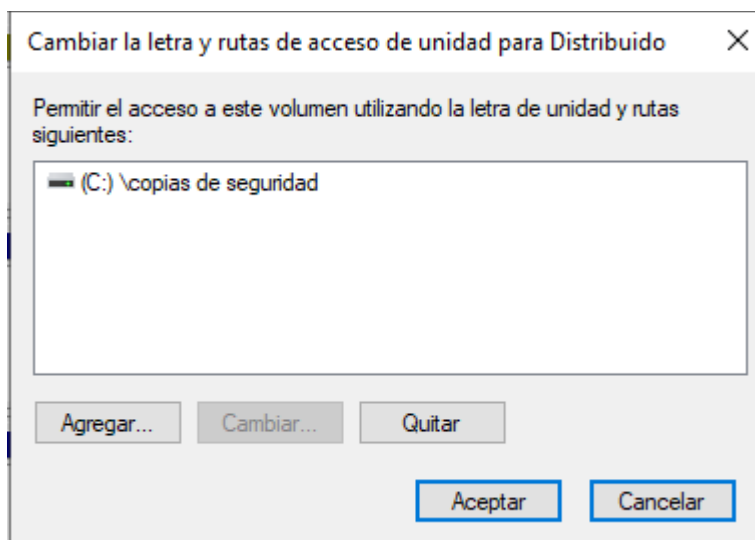 Cambiar la letra y rutas de acceso de unidad para Distribuido
Permitir el acceso a este volumen utilizando la letra de unidad y rutas
siguientes:
(C:) \copias de seguridad
Agregar... Cambiar... Quitar
Aceptar Cancelar